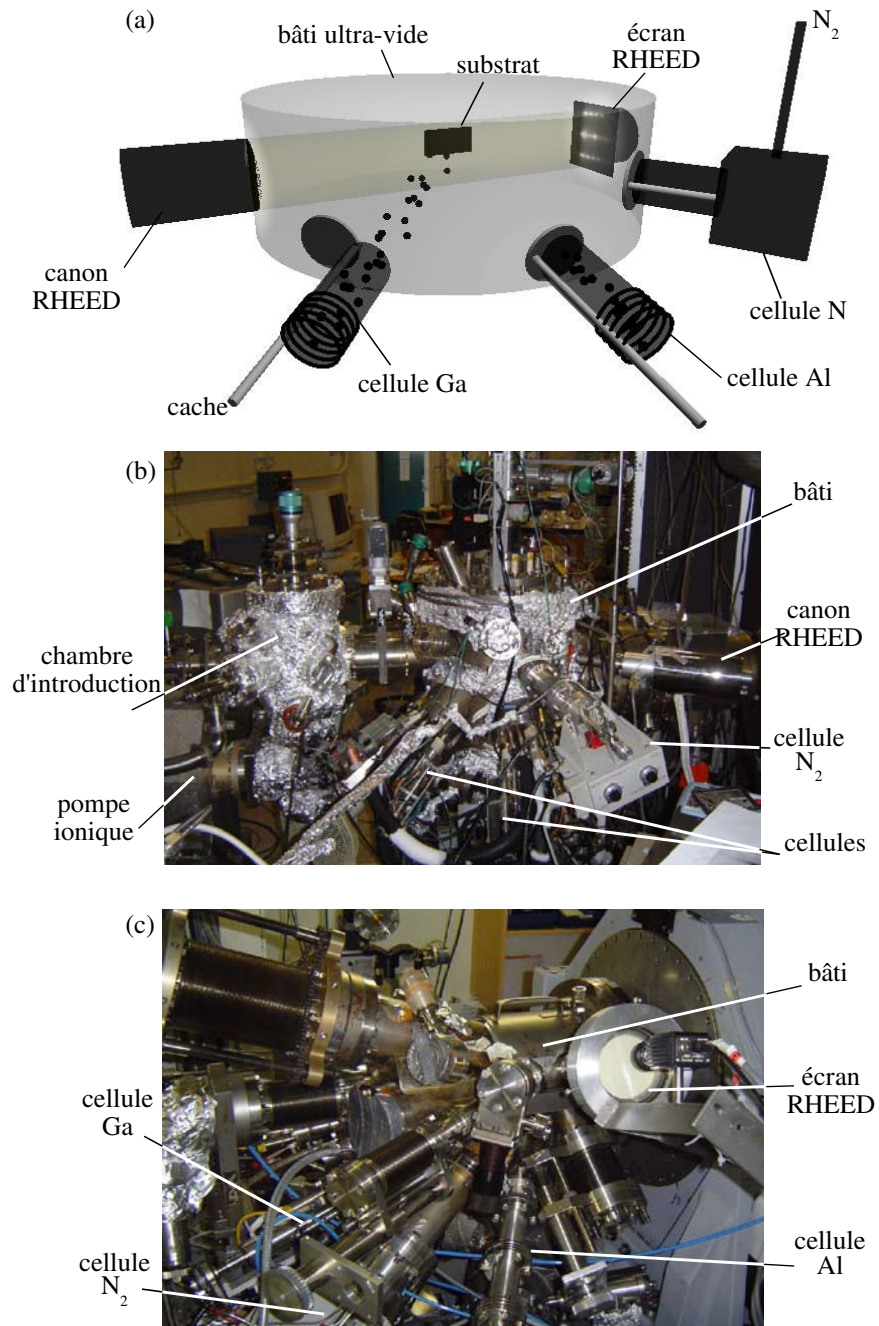 (a)
bâti ultra-vide
substrat
écran
RHEED
N2
canon
RHEED
cellule N
cellule Ga
cellule Al
cache
(b)
bâti
canon
RHEED
chambre
d'introduction
cellule
N2
pompe
ionique
cellules
(c)
bâti
écran
RHEED
cellule
Ga
cellule
Al
cellule
N2